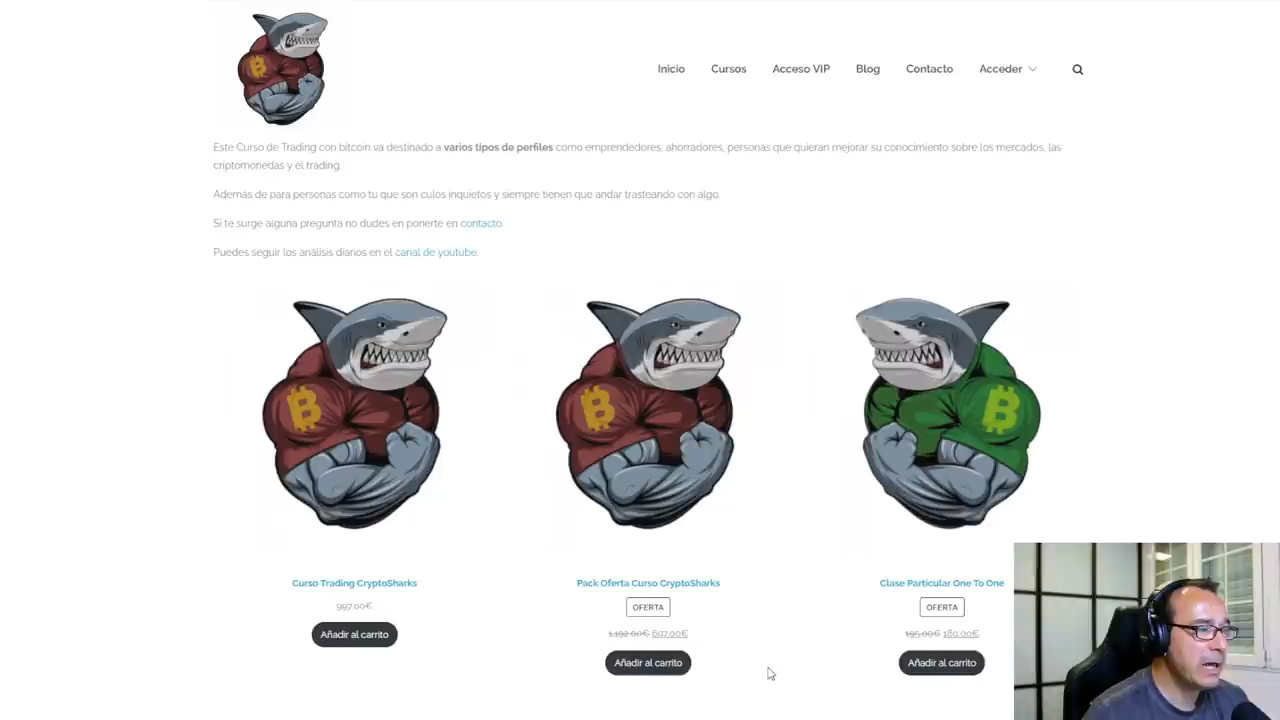 Inicio Cursos Acceso VIP Blog Contacto Acceder
Este Curso de Trading con bitcoin va destinado a varios tipos de perfiles como emprendedores, ahorradores, personas que quieran mejorar su conocimiento sobre los mercados, las
criptomonedas y el trading.
Además de para personas como tu que son culos inquietos y siempre tienen que andar trasteando con algo.
Si te surge alguna pregunta no dudes en ponerte en contacto
Puedes seguir los análisis diarios en el canal de youtube.
Curso Trading CryptoSharks
997,00€
Añadir al carrito
Pack Oferta Curso CryptoSharks
OFERTA
1.192,00€ 697,00€
Añadir al carrito
Clase Particular One To One
OFERTA
195,00€ 180,00€
Añadir al carrito